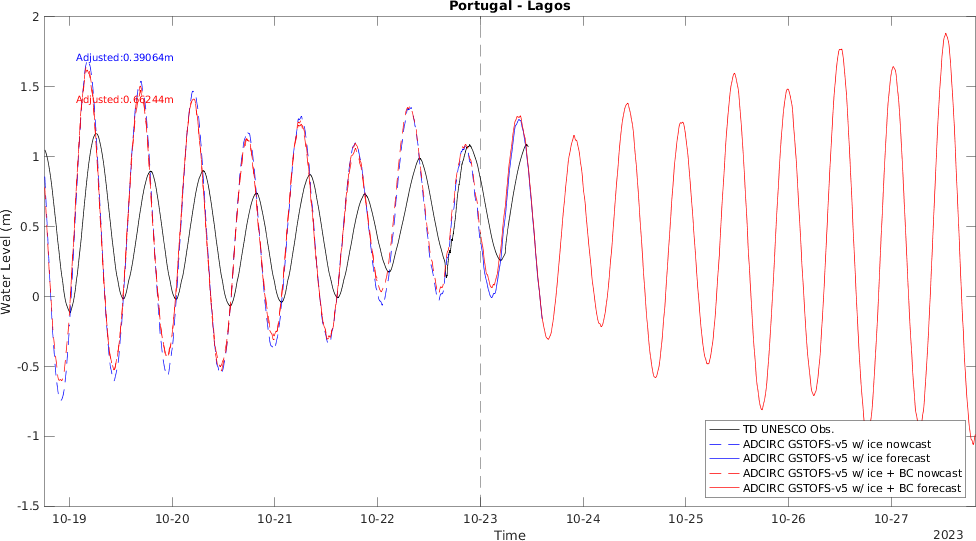 Portugal - Lagos
2
Adjusted:0.39064m
1.5
Adjusted:0.66244m
1
0.5
0
-0.5
-1
-1.5
Water Level (m)
TD UNESCO Obs.
ADCIRC GSTOFS-v5 w/ ice nowcast
ADCIRC GSTOFS-v5 w/ ice forecast
ADCIRC GSTOFS-v5 w/ ice + BC nowcast
ADCIRC GSTOFS-v5 w/ ice + BC forecast
10-19 10-20 10-21 10-22 10-23 10-24 10-25 10-26 10-27
Time
2023